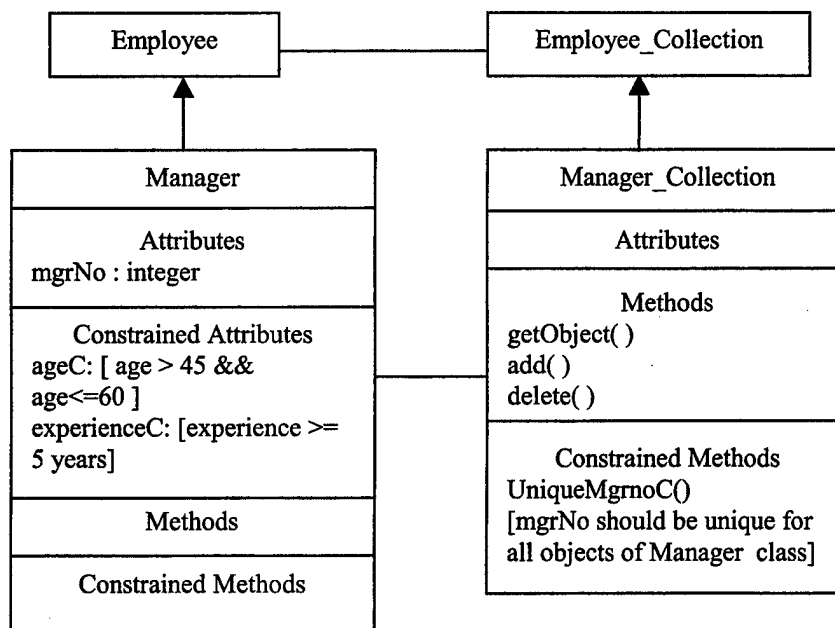 Employee
Employee_Collection
Manager
Attributes
mgrNo : integer
Constrained Attributes
ageC: [ age > 45 &&
age<=60 ]
experienceC: [experience >=
5 years]
Methods
Constrained Methods
Manager_Collection
Attributes
Methods
getObject( )
add( )
delete( )
Constrained Methods
UniqueMgrnoC()
[mgrNo should be unique for
all objects of Manager class]